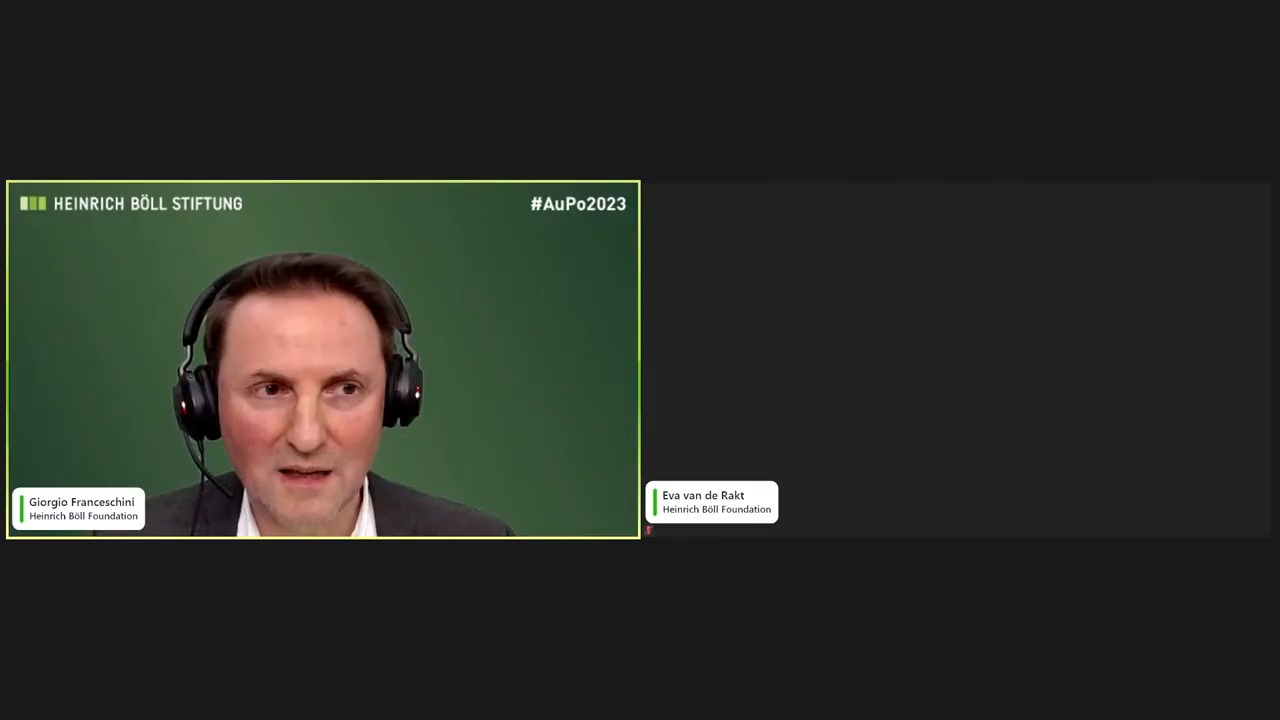 HEINRICH BÖLL STIFTUNG
#AuPo2023
Giorgio Franceschini
Heinrich Böll Foundation
Eva van de Rakt
Heinrich Böll Foundation